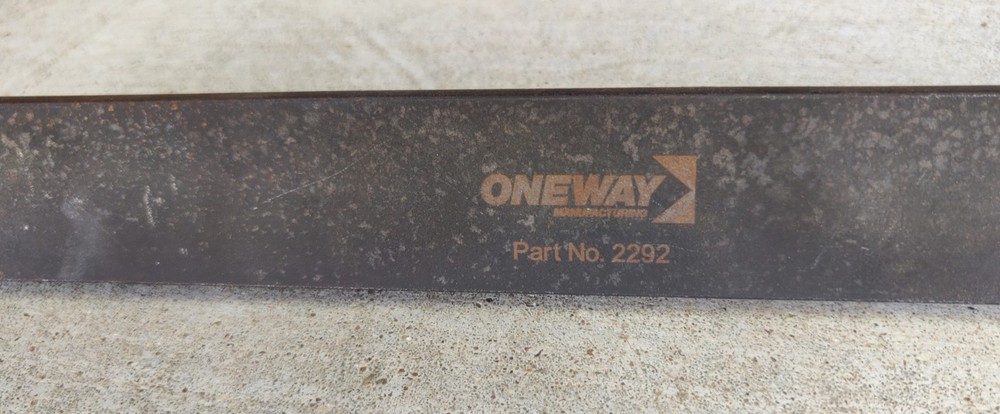 ONEWAY
MANUFACTURING
Part No. 2292